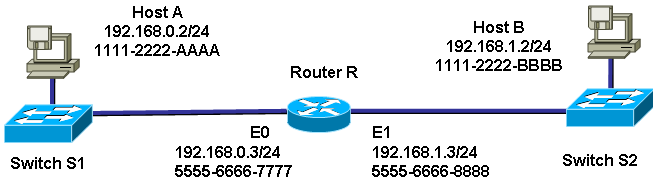 Host A
192.168.0.2/24
1111-2222-AAAA
Host B
192.168.1.2/24
1111-2222-BBBB
Router R
E0
192.168.0.3/24
5555-6666-7777
E1
192.168.1.3/24
5555-6666-8888
Switch S1
Switch S2